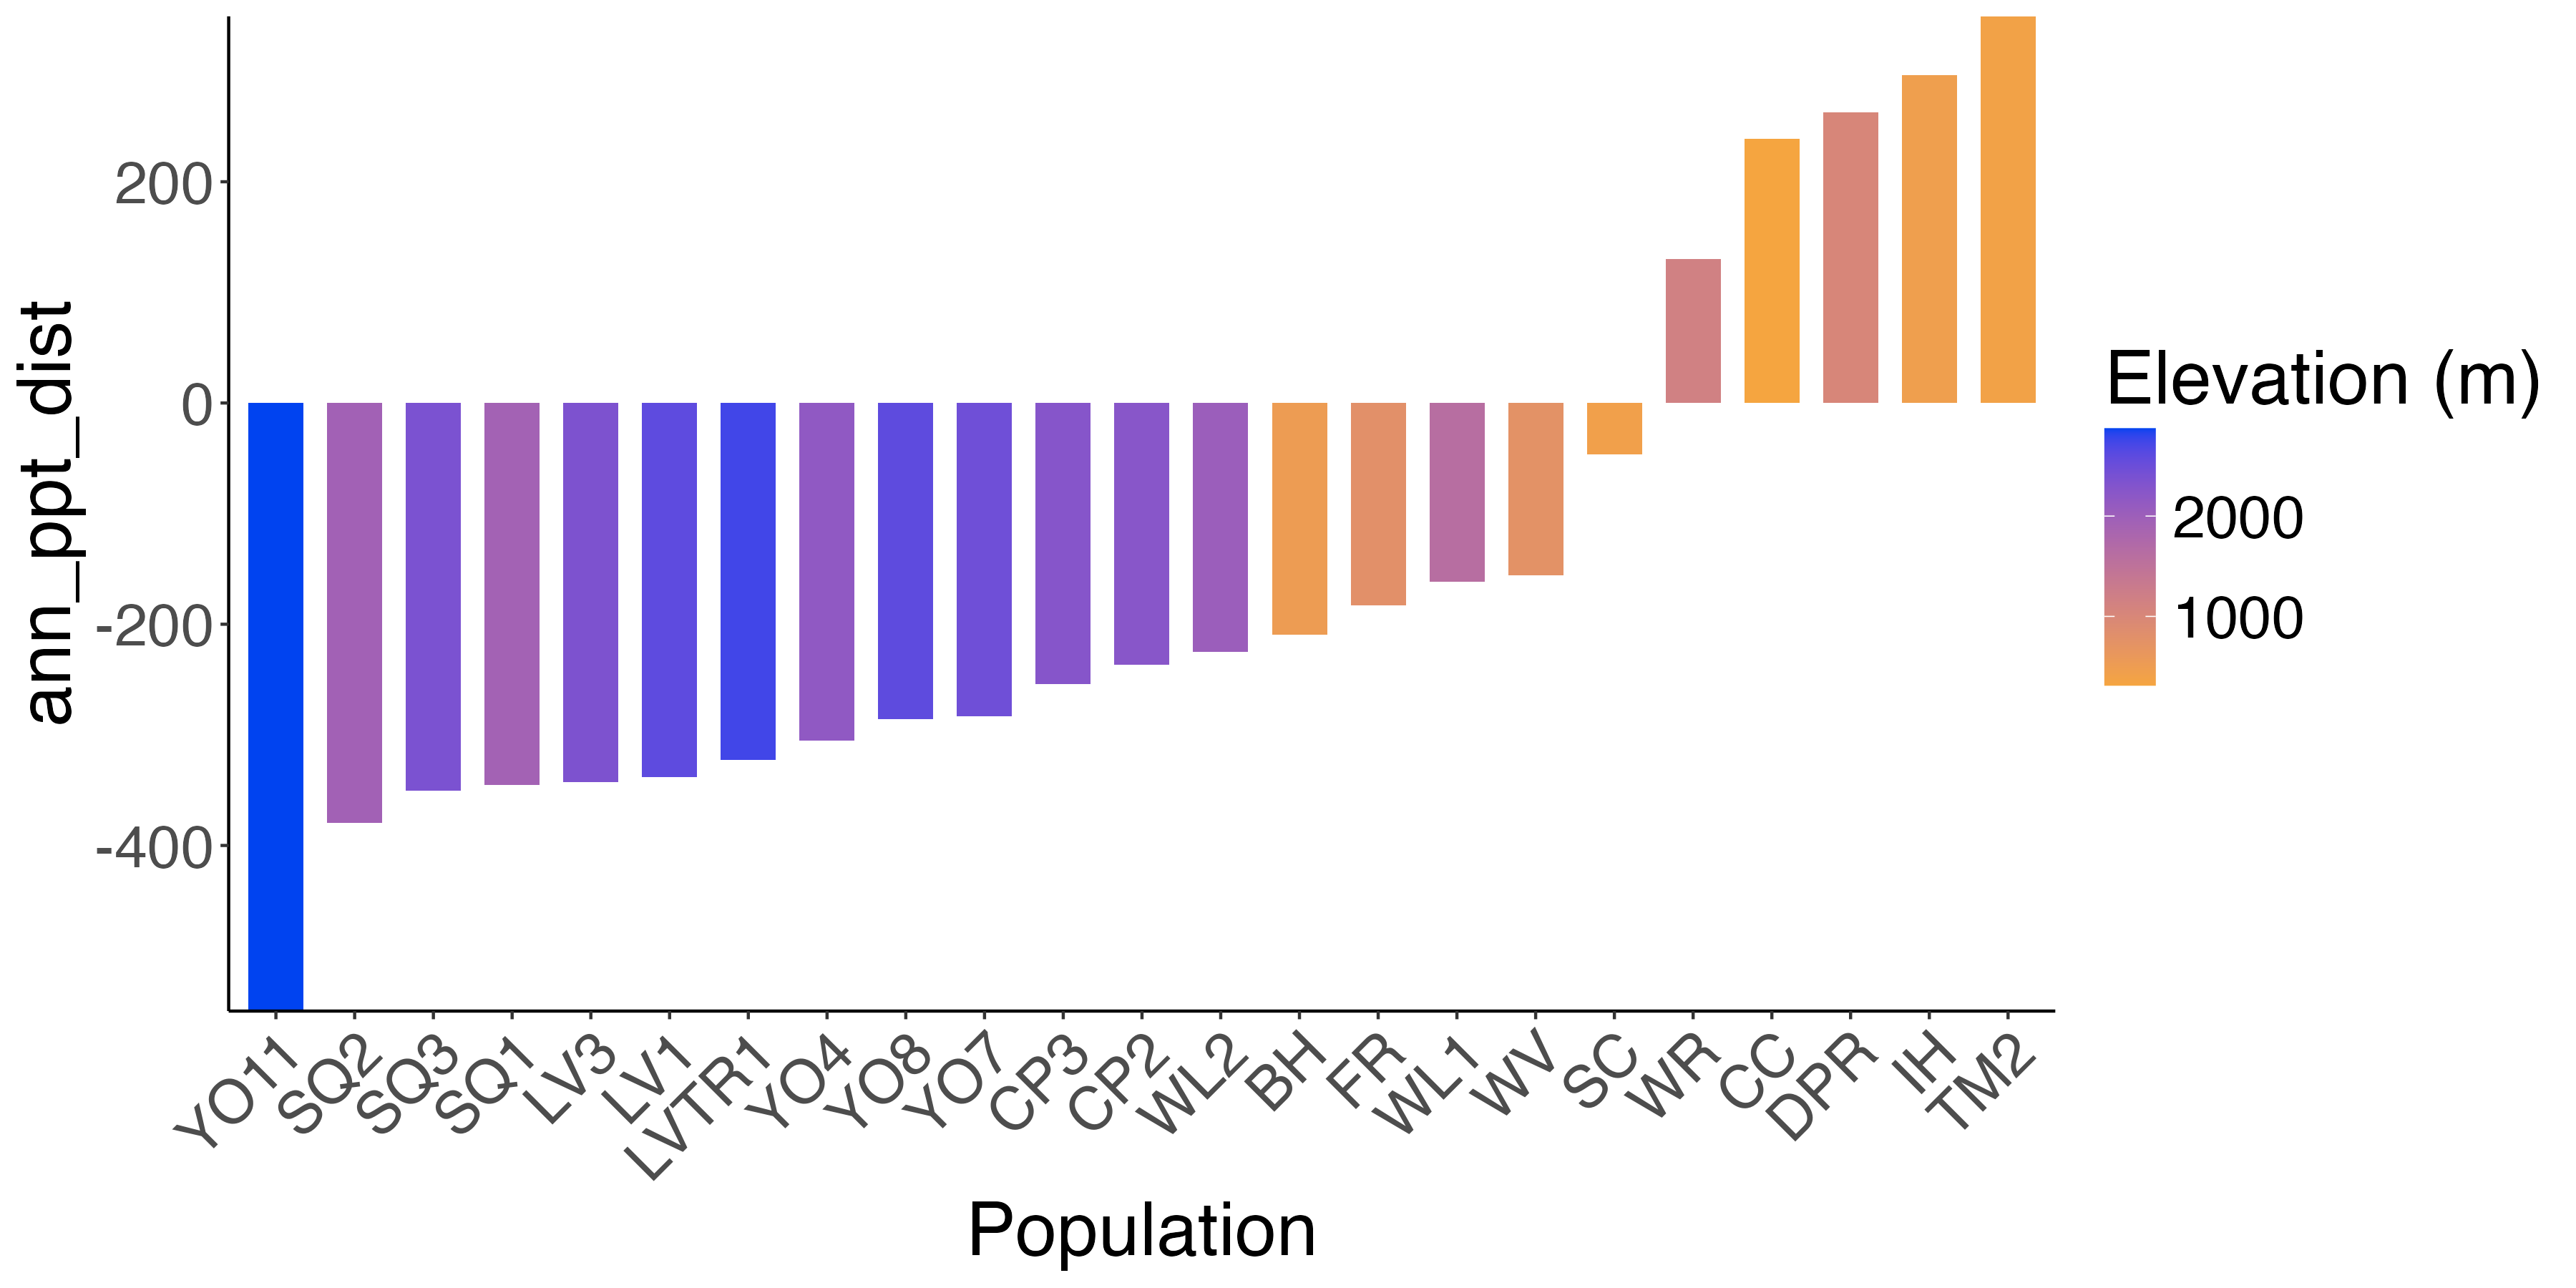 ann_ppt_dist
200
0
-200
-400
YO11
SQ2
SQ3
SQ1
LV3
LV1
LVTR1
YO4
YO8
YO7
CP3
CP2
WL2
BH
FR
WL1
WV
SC
WR
CC
DPR
IH
TM2
Population
Elevation (m)
2000
1000